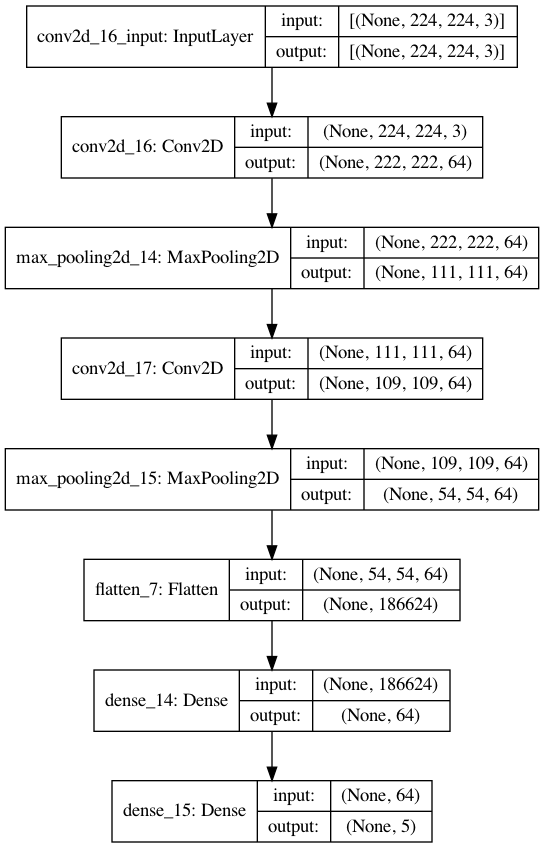 conv2d_16_input: InputLayer
input: [(None, 224, 224, 3)]
output: [(None, 224, 224, 3)]
conv2d_16: Conv2D
input: (None, 224, 224, 3)
output: (None, 222, 222, 64)
max_pooling2d_14: MaxPooling2D
input: (None, 222, 222, 64)
output: (None, 111, 111, 64)
conv2d_17: Conv2D
input: (None, 111, 111, 64)
output: (None, 109, 109, 64)
max_pooling2d_15: MaxPooling2D
input: (None, 109, 109, 64)
output: (None, 54, 54, 64)
flatten_7: Flatten
input: (None, 54, 54, 64)
output: (None, 186624)
dense_14: Dense
input: (None, 186624)
output: (None, 64)
dense_15: Dense
input: (None, 64)
output: (None, 5)